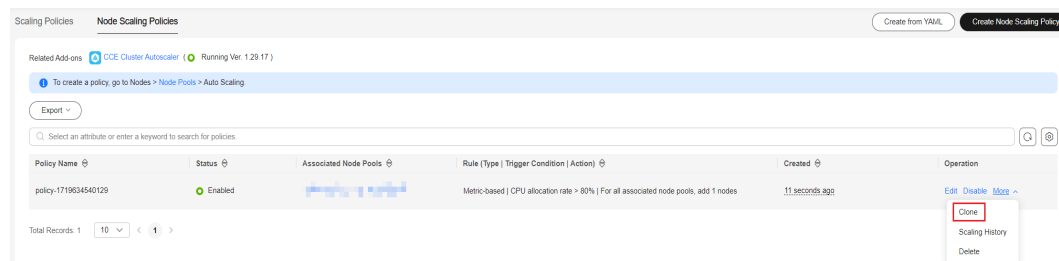 Scaling Policies Node Scaling Policies Create from YAML Create Node Scaling Policy
Related Add-ons CCE Cluster Autoscaler ( Running Ver. 1.29.17 )
To create a policy, go to Nodes > Node Pools > Auto Scaling.
Export
Select an attribute or enter a keyword to search for policies.
Policy Name Status Associated Node Pools Rule (Type | Trigger Condition | Action) Created Operation
policy-1719634540129 Enabled Metric-based | CPU allocation rate > 80% | For all associated node pools, add 1 nodes 11 seconds ago Edit Disable More
Clone
Total Records: 1 10 < 1 >
Scaling History
Delete